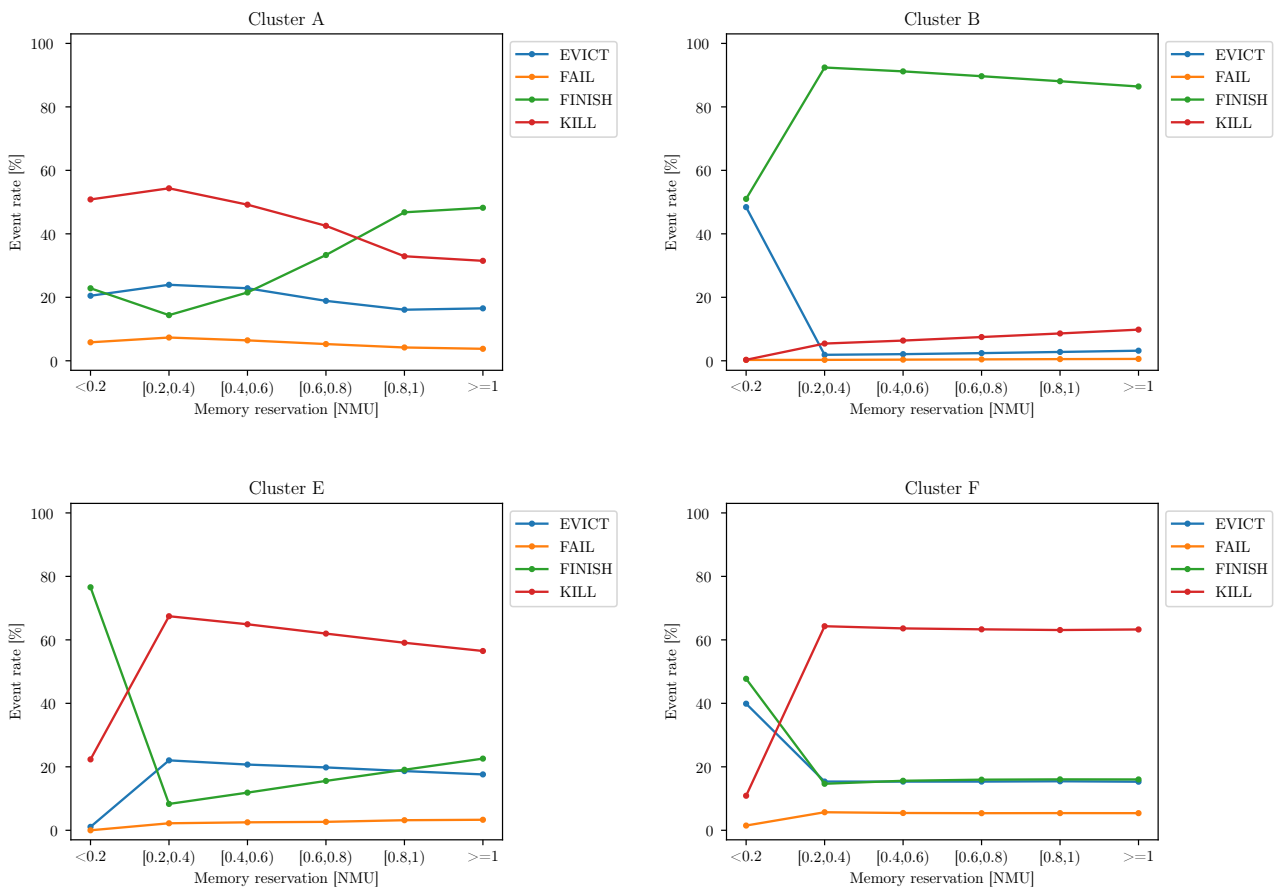 Cluster A
100
80
60
40
20
0
Event rate [%]
<0.2 [0.2,0.4) [0.4,0.6) [0.6,0.8) [0.8,1) >=1
Memory reservation [NMU]
EVICT
FAIL
FINISH
KILL
Cluster B
100
80
60
40
20
0
Event rate [%]
<0.2 [0.2,0.4) [0.4,0.6) [0.6,0.8) [0.8,1) >=1
Memory reservation [NMU]
EVICT
FAIL
FINISH
KILL
Cluster E
100
80
60
40
20
0
Event rate [%]
<0.2 [0.2,0.4) [0.4,0.6) [0.6,0.8) [0.8,1) >=1
Memory reservation [NMU]
EVICT
FAIL
FINISH
KILL
Cluster F
100
80
60
40
20
0
Event rate [%]
<0.2 [0.2,0.4) [0.4,0.6) [0.6,0.8) [0.8,1) >=1
Memory reservation [NMU]
EVICT
FAIL
FINISH
KILL